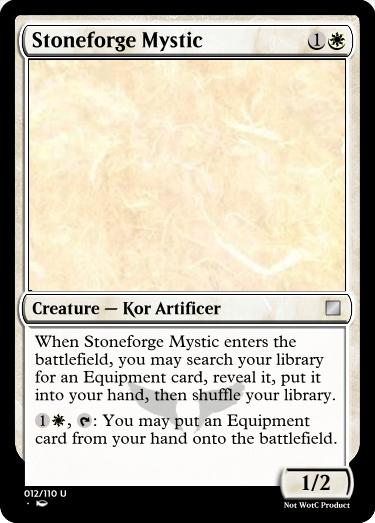 Stoneforge Mystic 1
Creature — Kor Artificer
When Stoneforge Mystic enters the
battlefield, you may search your library
for an Equipment card, reveal it, put it
into your hand, then shuffle your library.
1 , : You may put an Equipment
card from your hand onto the battlefield.
1/2
012/110 U
Not WotC Product